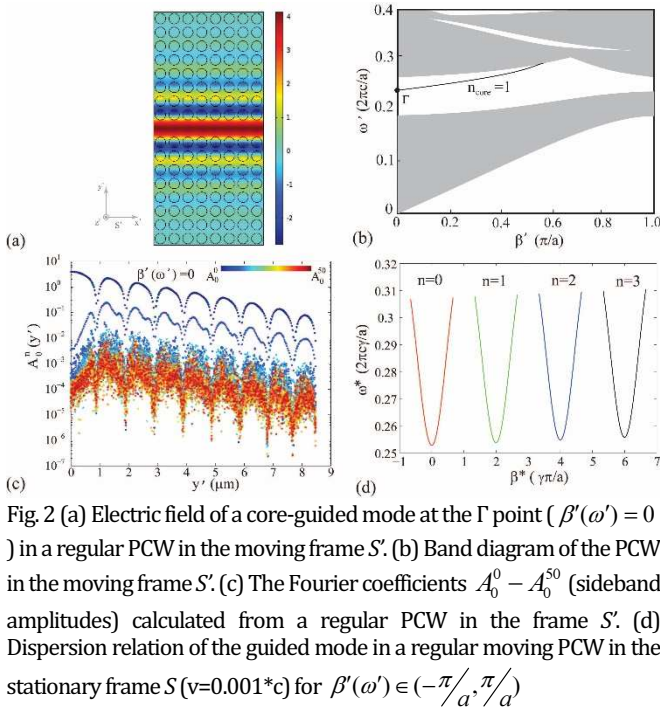 4
2
1
0
-1
-2
y'
z'
S'
x'
(a)
0.4
0.3
0.2
0.1
0
ω' (2πc/a)
n_core=1
Γ
0
0.2
0.4
0.6
0.8
1.0
β' (π/a)
(b)
10^1
10^0
10^-1
10^-2
10^-3
10^-4
10^-5
10^-6
10^-7
A_0^n (y')
β'(ω')=0
A_0^0
A_0^50
0 1 2 3 4 5 6 7 8 9
y' (μm)
(c)
0.32
0.31
0.30
0.29
0.28
0.27
0.26
0.25
ω* (2πcγ/a)
n=0
n=1
n=2
n=3
-1 0 1 2 3 4 5 6 7
β* (γπ/a)
(d)
Fig. 2 (a) Electric field of a core-guided mode at the Γ point ( β′(ω′) = 0
) in a regular PCW in the moving frame S'. (b) Band diagram of the PCW
in the moving frame S'. (c) The Fourier coefficients A_0^0 − A_0^50 (sideband
amplitudes) calculated from a regular PCW in the frame S'. (d)
Dispersion relation of the guided mode in a regular moving PCW in the
stationary frame S (v=0.001*c) for β′(ω′) ∈ (−π/a, π/a)